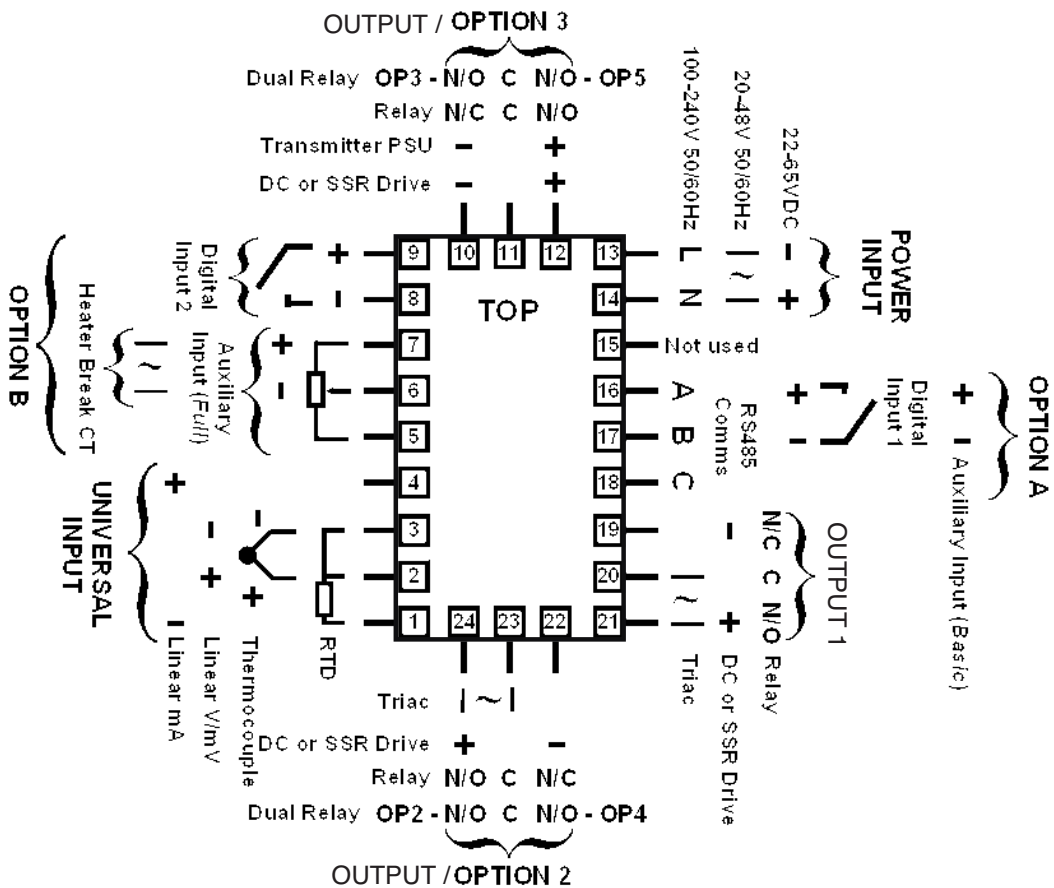 OUTPUT / OPTION 3
Dual Relay OP3 - N/O C N/O - OP5
Relay N/C C N/O
Transmitter PSU - +
DC or SSR Drive - +
100-240V 50/60Hz
L N
20-48V 50/60Hz
~
22-65VDC
- +
POWER
INPUT
9 10 11 12 13
8 TOP 14
7 15 Not used
6 16 A
5 17 B
4 18 C
3 19
2 20
1 24 23 22 21
Digital
Input 2
+ -
Auxiliary
Input (Full)
+ -
Heater Break CT
~
OPTION B
UNIVERSAL
INPUT
+ - Linear mA
- + Linear V/mV
- + Thermocouple
RTD
RS485
Comms
+ -
Digital
Input 1
+ - Auxiliary Input (Basic)
OPTION A
OUTPUT 1
N/C C N/O Relay
- + DC or SSR Drive
~ Triac
Triac ~
DC or SSR Drive + -
Relay N/O C N/C
Dual Relay OP2 - N/O C N/O - OP4
OUTPUT / OPTION 2